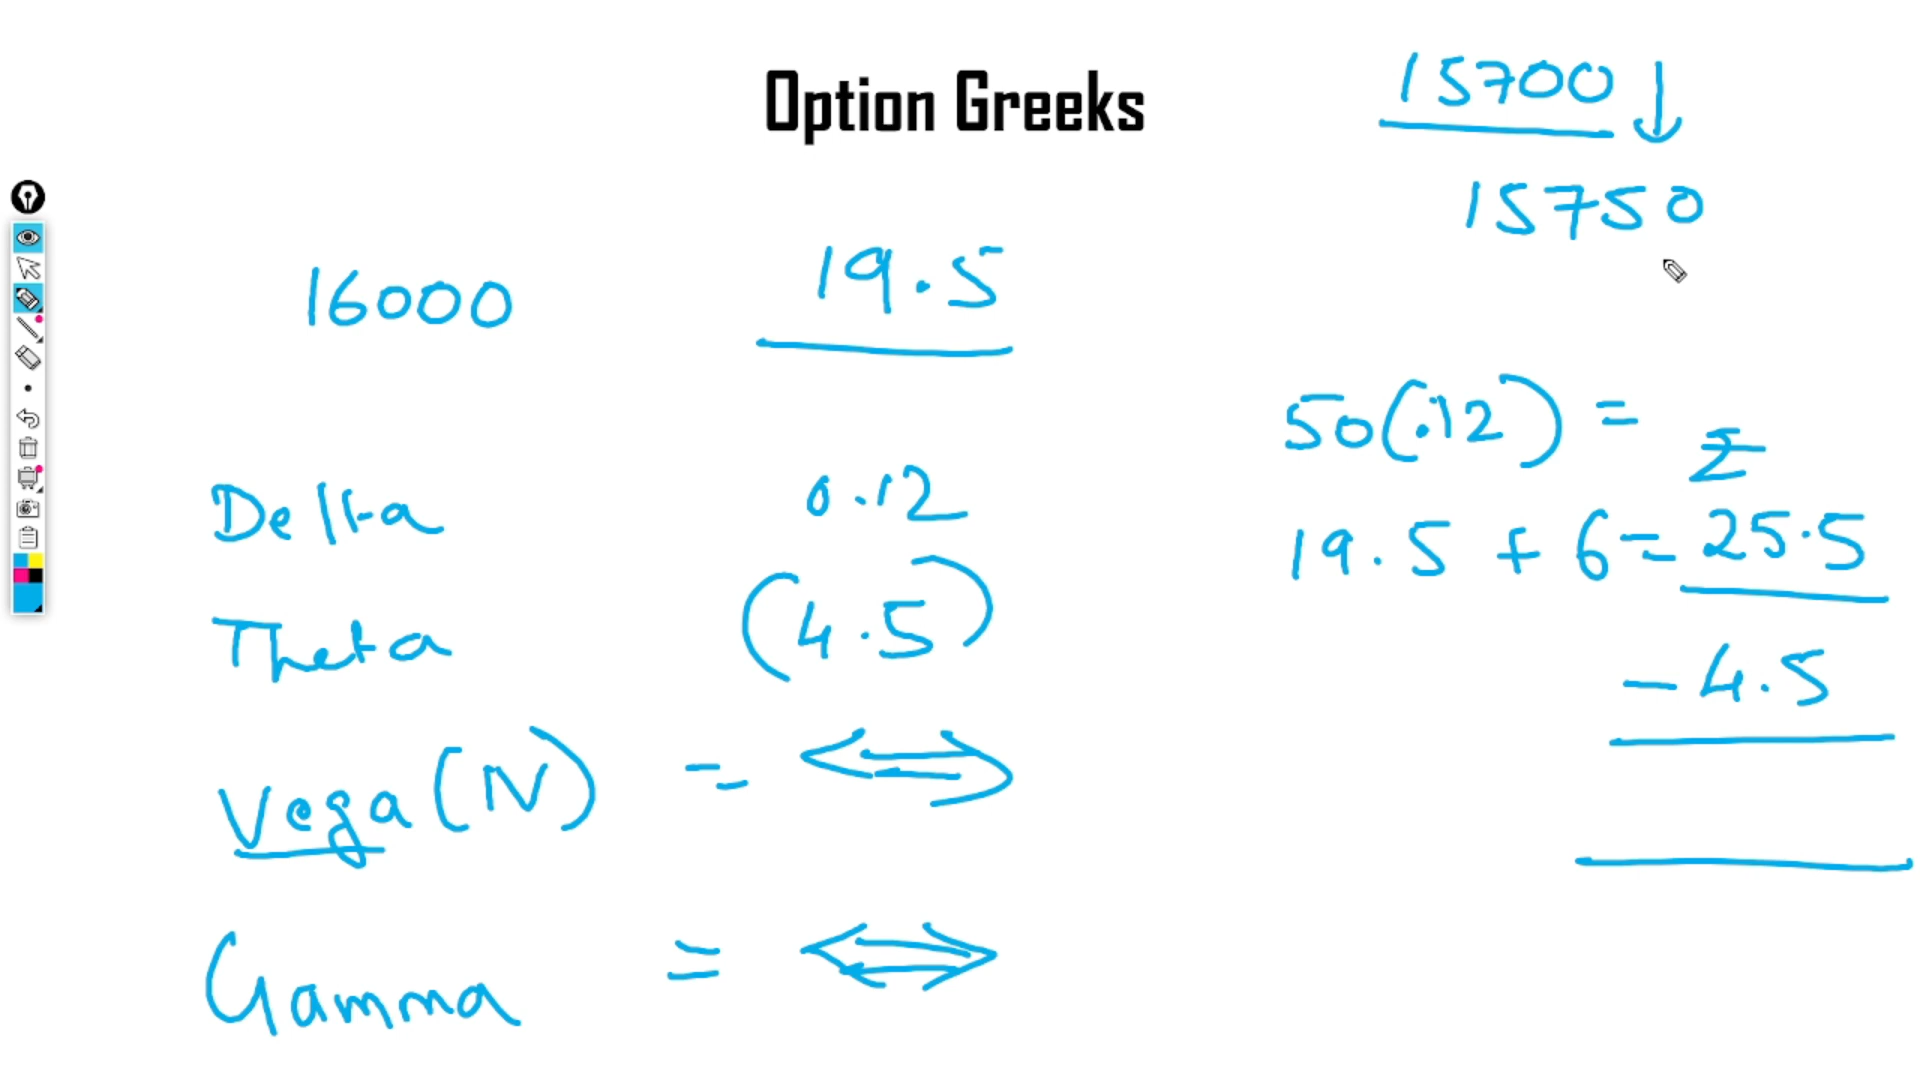 Option Greeks
15700 ↓
15750
16000 19.5
50(.12) =
Delta 0.12
19.5 + 6 = 25.5
Theta (4.5)
- 4.5
Vega (IV) =
Gamma =